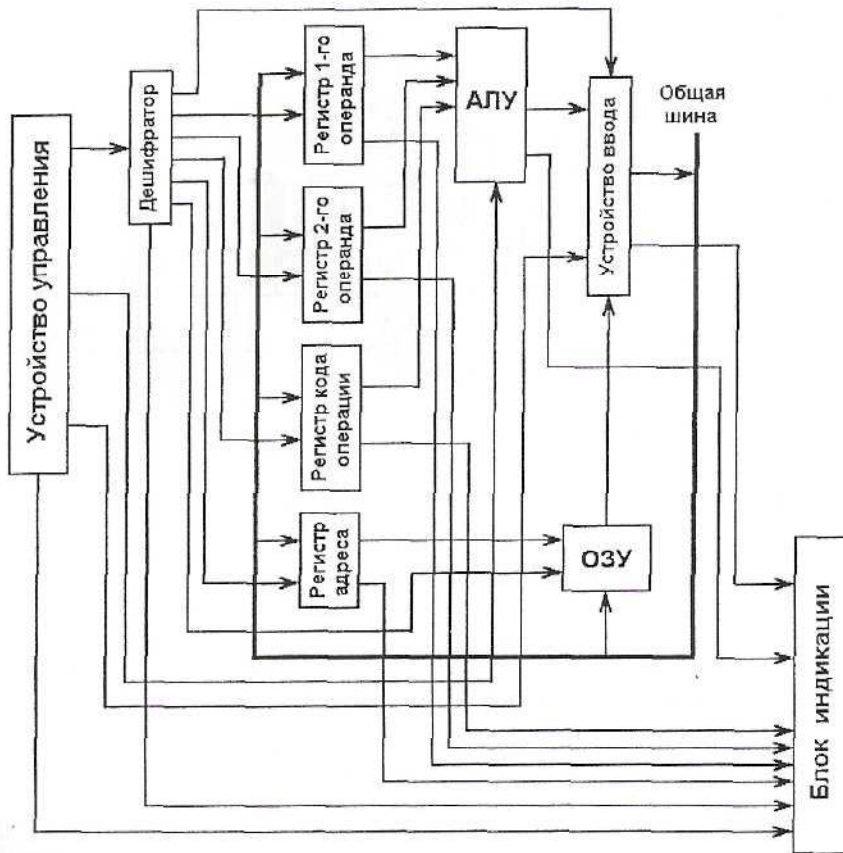 Устройство управления
Дешифратор
Регистр 1-го
операнда
Регистр 2-го
операнда
Регистр кода
операции
Регистр
адреса
АЛУ
ОЗУ
Устройство ввода
Общая
шина
Блок индикации